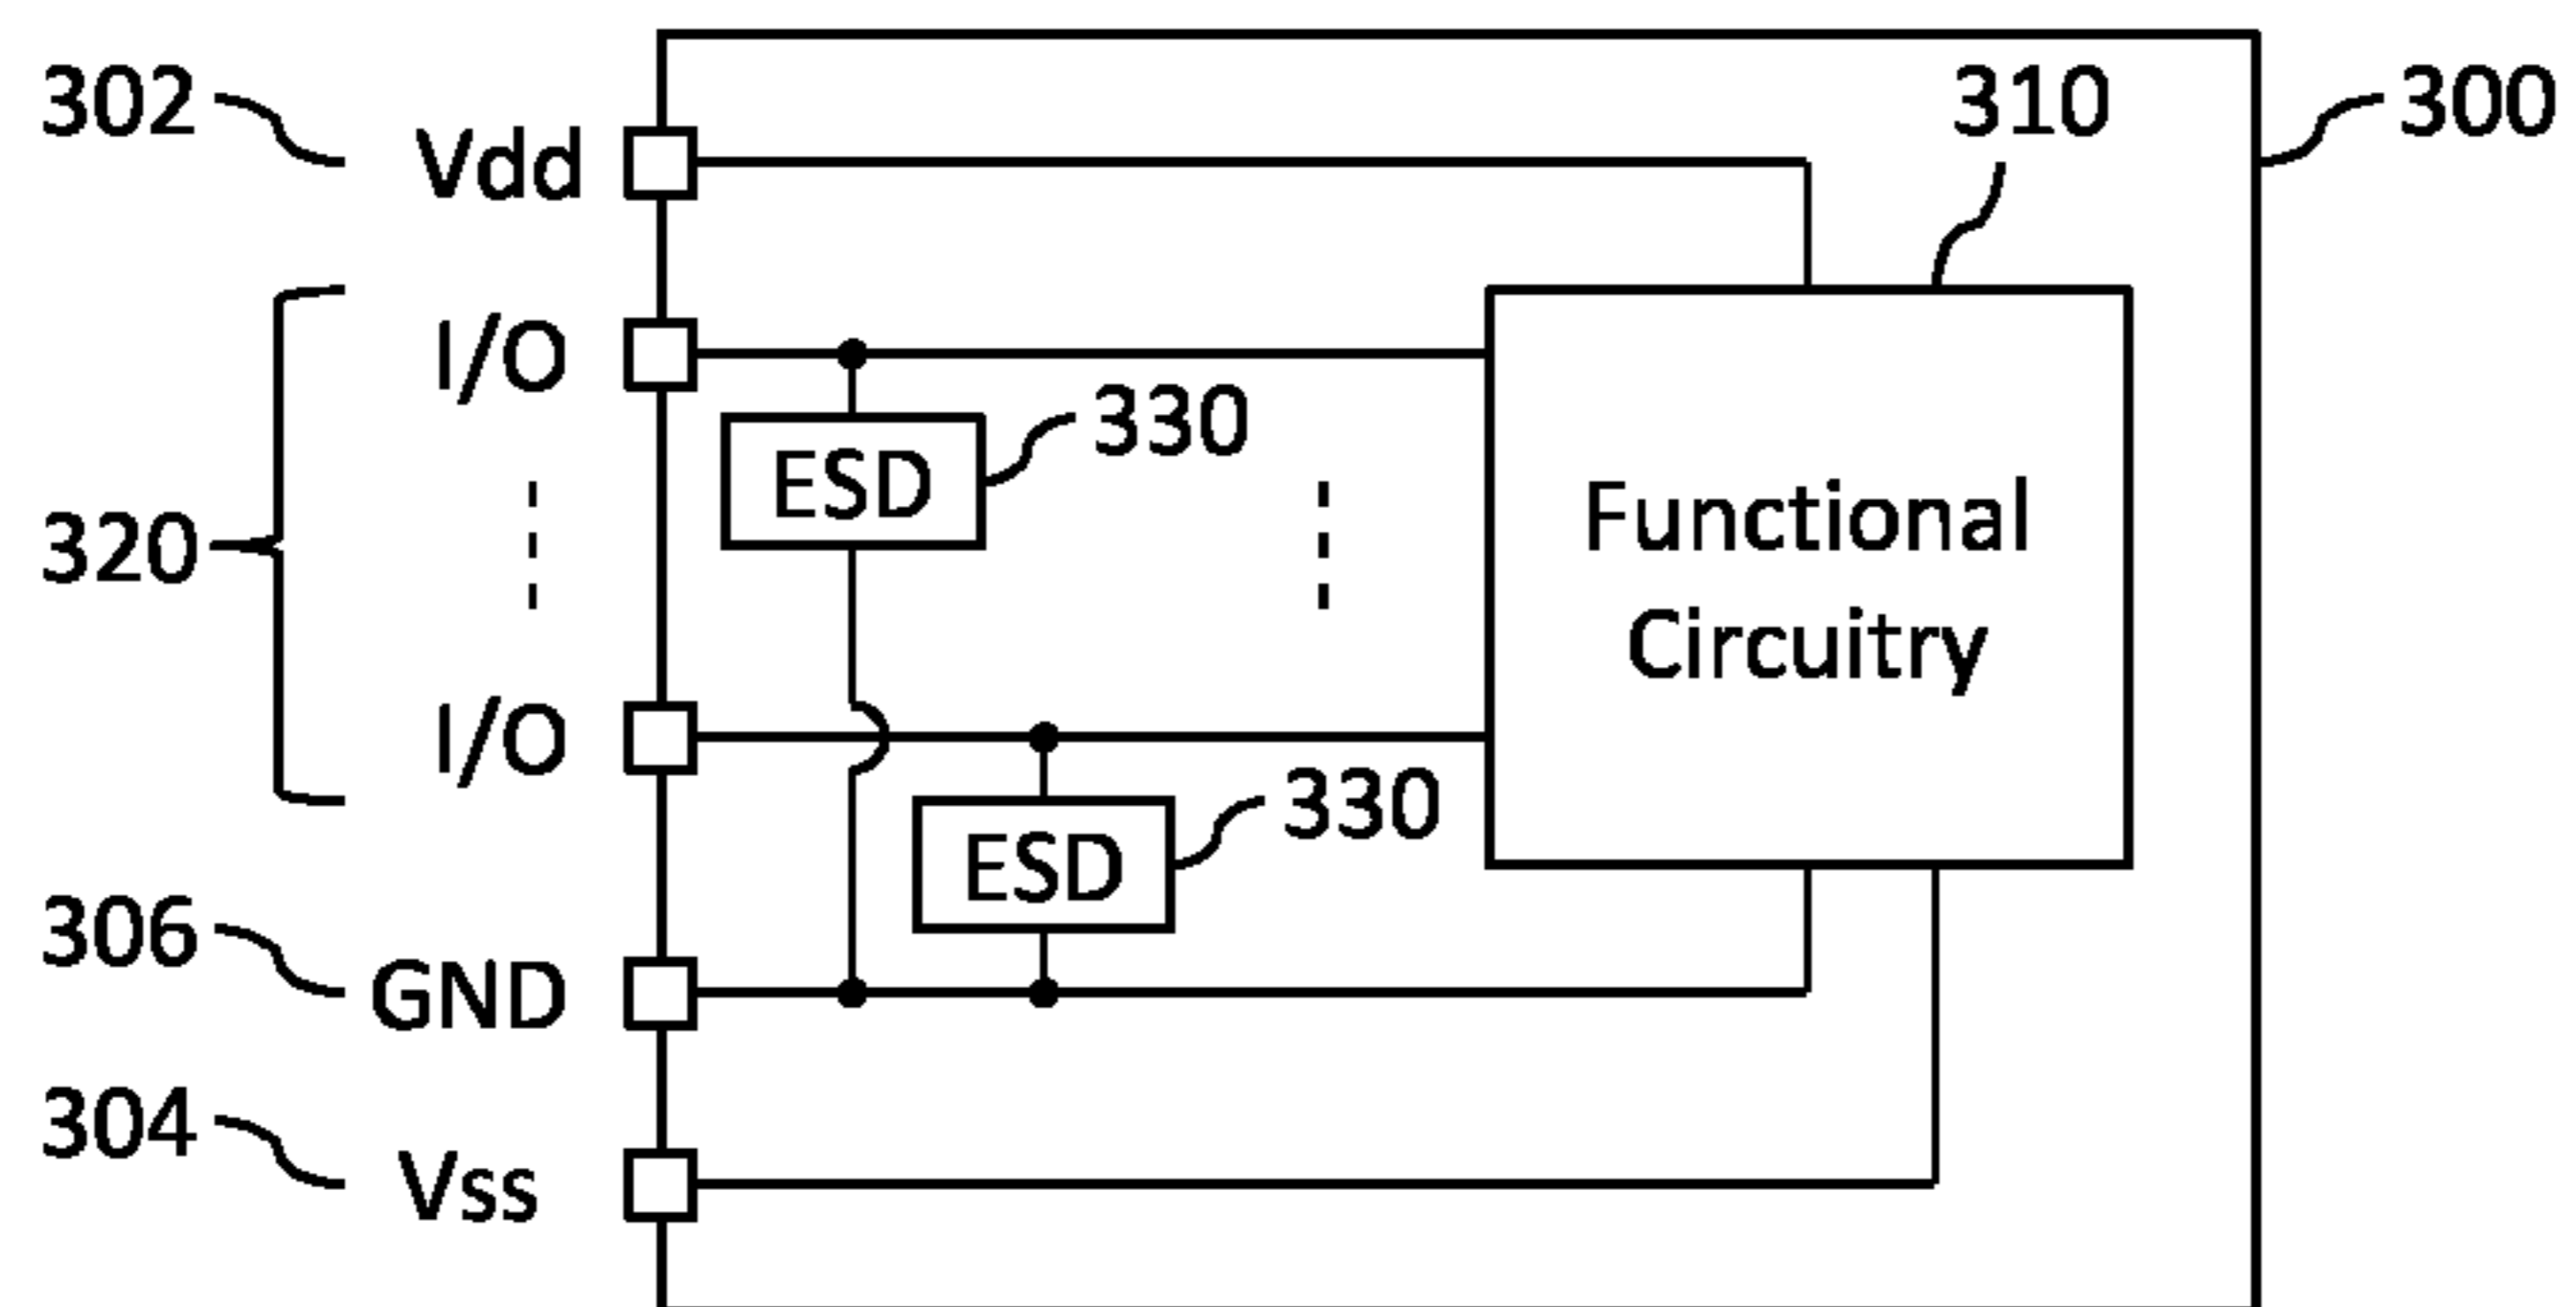 302
Vdd
310
300
I/O
330
ESD
Functional
Circuitry
320
I/O
330
ESD
306
GND
304
Vss